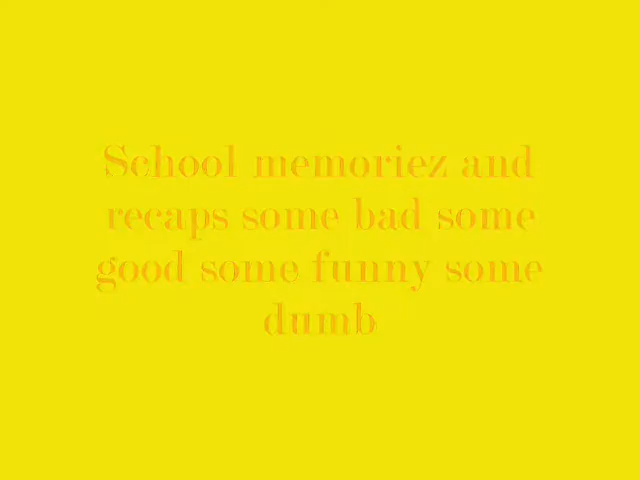 School memoriez and
recaps some bad some
good some funny some
dumb